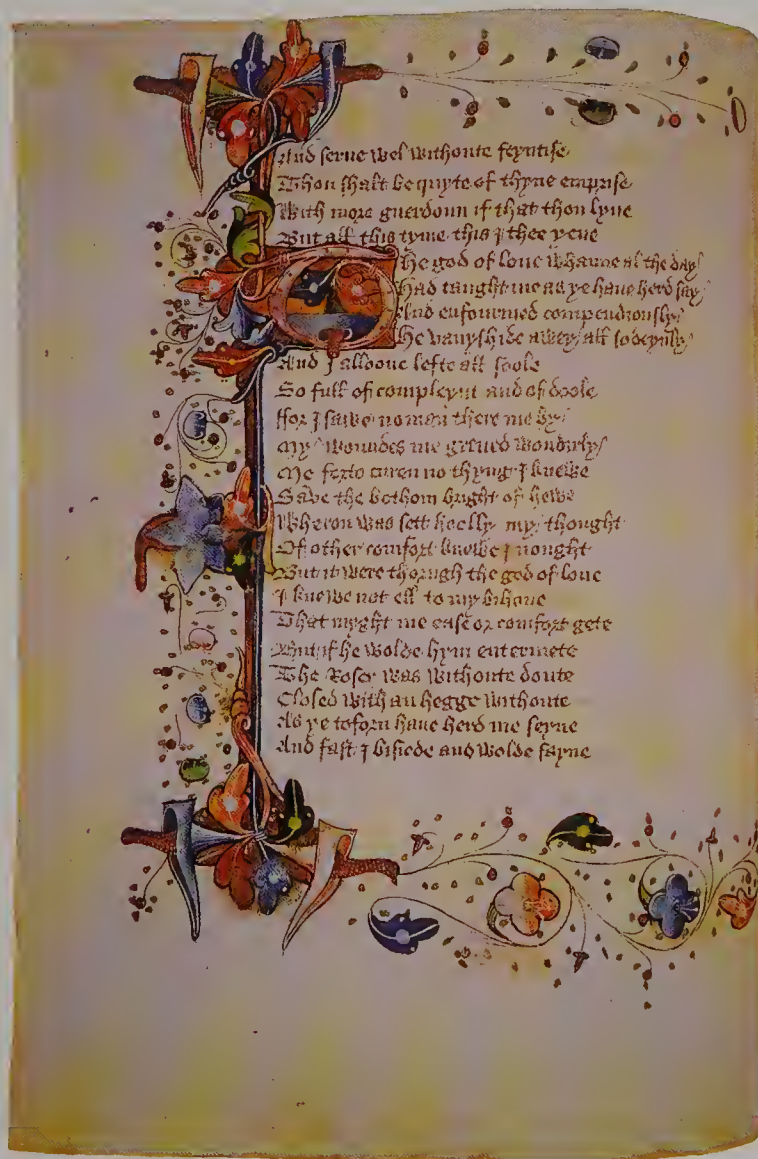 And serue wel withoute feyntise
Thou shalt be quyte of thyne emprise
With more guerdoun if that thou lyue
But all this tyme this I thee yeue
The god of loue whanne al the day
Had taught me as ye haue herd say
And enfourmed compendiously
He vanyshide awey all sodeynly
And I alloone lefte all soole
So full of compleynt and of doole
ffor I sawe no man there me by
My woundes me greued wondirly
Me forto curen no thyng I knewe
Saue the bothom bright of hewe
Wheron was sett hoolly my thought
Of other comfort knewe I nought
But it were thorugh the god of loue
I knewe not ell to my bihoue
That myght me ease or comfort gete
But if he wolde hym entermete
The Roser was withoute doute
Closed with an hegge withoute
As ye toforn haue herd me seyne
And fast I bisiede and wolde fayne